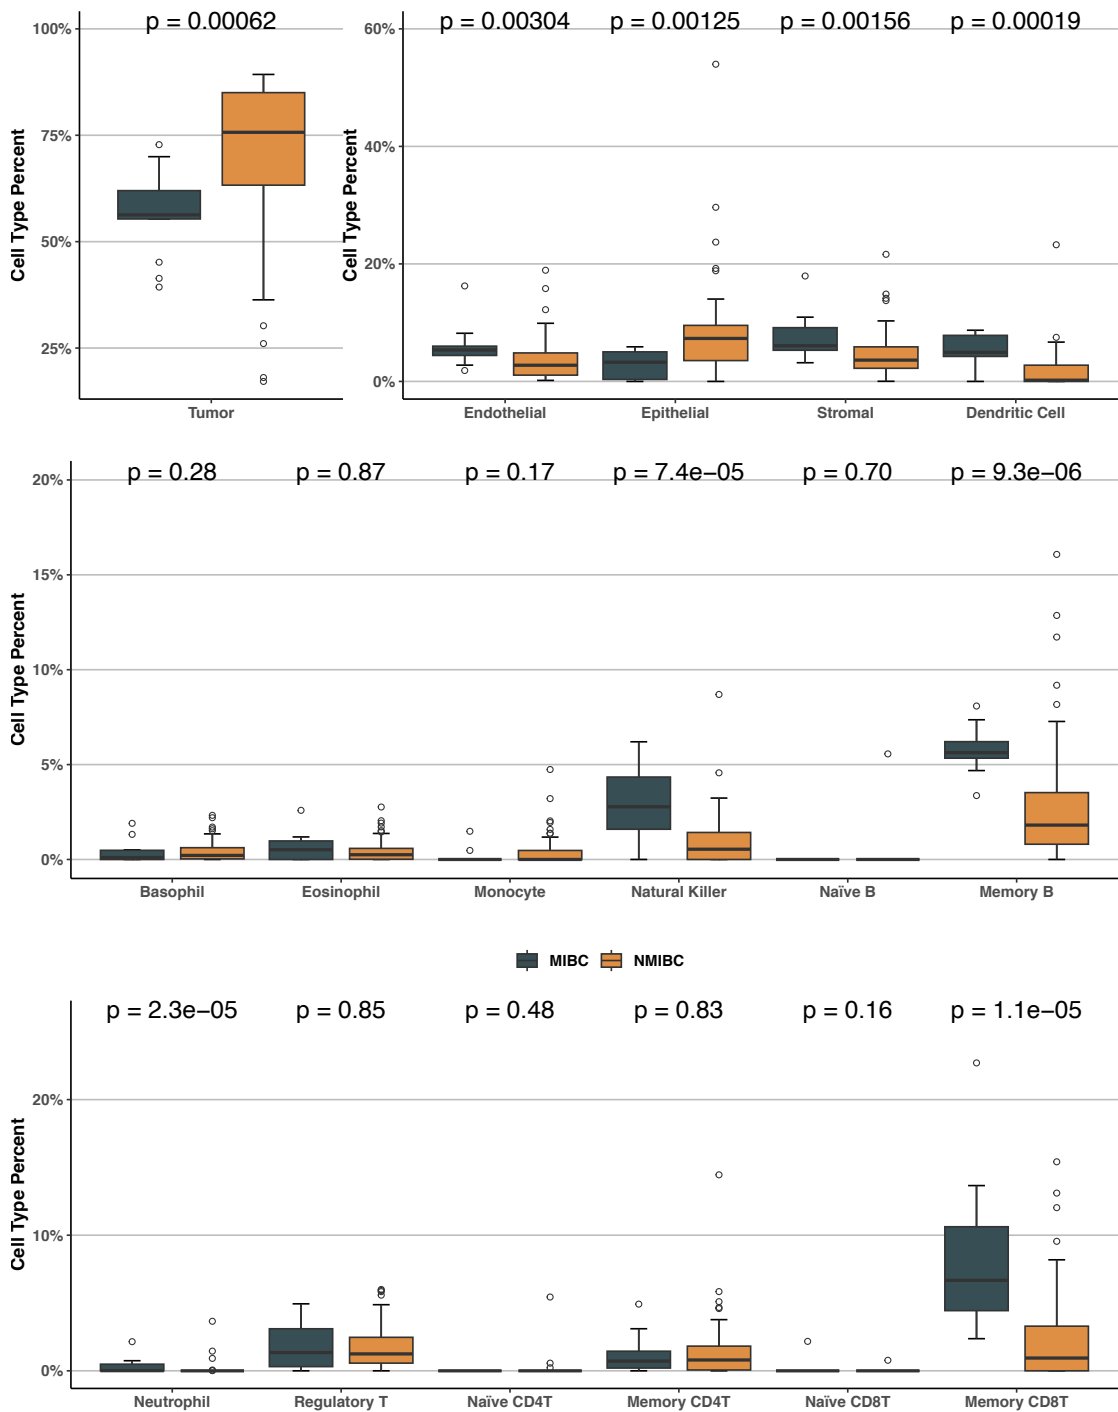 p = 0.00062
100%
75%
50%
25%
Cell Type Percent
Tumor
p = 0.00304 p = 0.00125 p = 0.00156 p = 0.00019
60%
40%
20%
0%
Cell Type Percent
Endothelial Epithelial Stromal Dendritic Cell
p = 0.28 p = 0.87 p = 0.17 p = 7.4e−05 p = 0.70 p = 9.3e−06
20%
15%
10%
5%
0%
Cell Type Percent
Basophil Eosinophil Monocyte Natural Killer Naïve B Memory B
MIBC NMIBC
p = 2.3e−05 p = 0.85 p = 0.48 p = 0.83 p = 0.16 p = 1.1e−05
20%
10%
0%
Cell Type Percent
Neutrophil Regulatory T Naïve CD4T Memory CD4T Naïve CD8T Memory CD8T